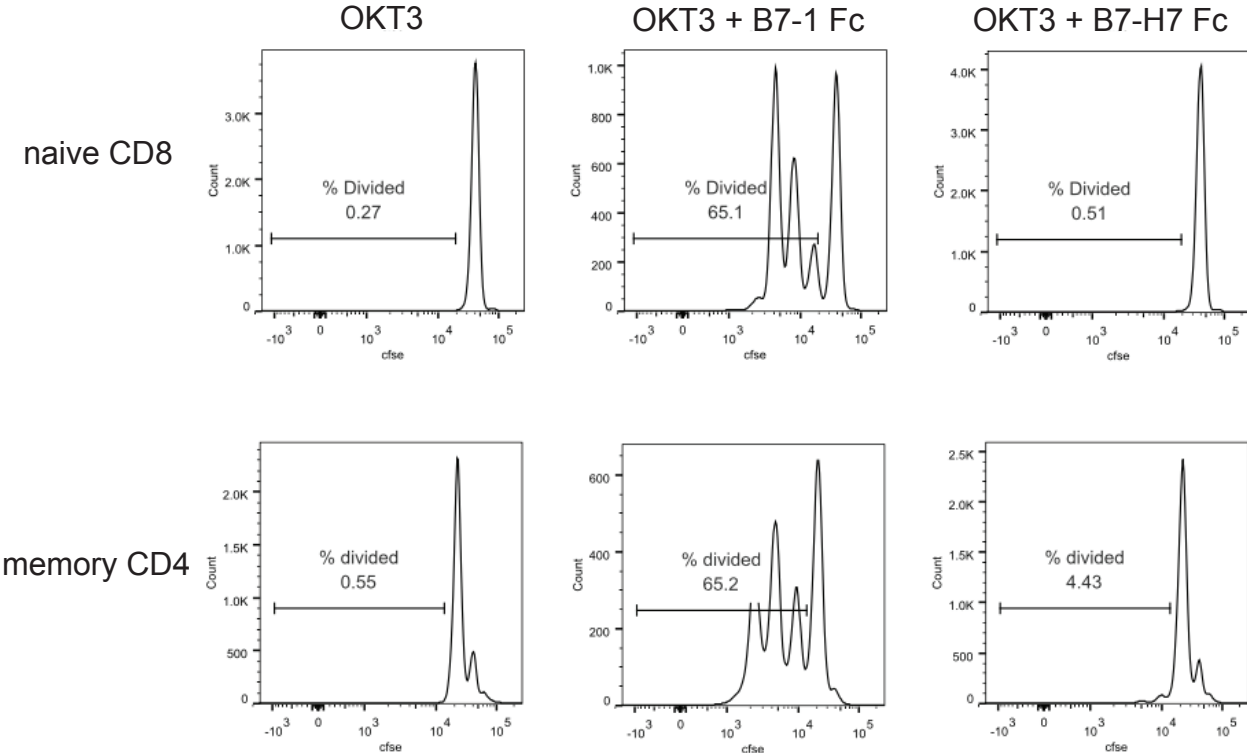 OKT3
OKT3 + B7-1 Fc
OKT3 + B7-H7 Fc
naive CD8
Count
3.0K
2.0K
1.0K
0
% Divided
0.27
-10 3 0 10 3 10 4 10 5
cfse
Count
1.0K
800
600
400
200
0
% Divided
65.1
-10 3 0 10 3 10 4 10 5
cfse
Count
4.0K
3.0K
2.0K
1.0K
0
% Divided
0.51
-10 3 0 10 3 10 4 10 5
cfse
memory CD4
Count
2.0K
1.5K
1.0K
500
0
% divided
0.55
-10 3 0 10 3 10 4 10 5
cfse
Count
600
400
200
0
% divided
65.2
-10 3 0 10 3 10 4 10 5
cfse
Count
2.5K
2.0K
1.5K
1.0K
500
0
% divided
4.43
-10 3 0 10 3 10 4 10 5
cfse